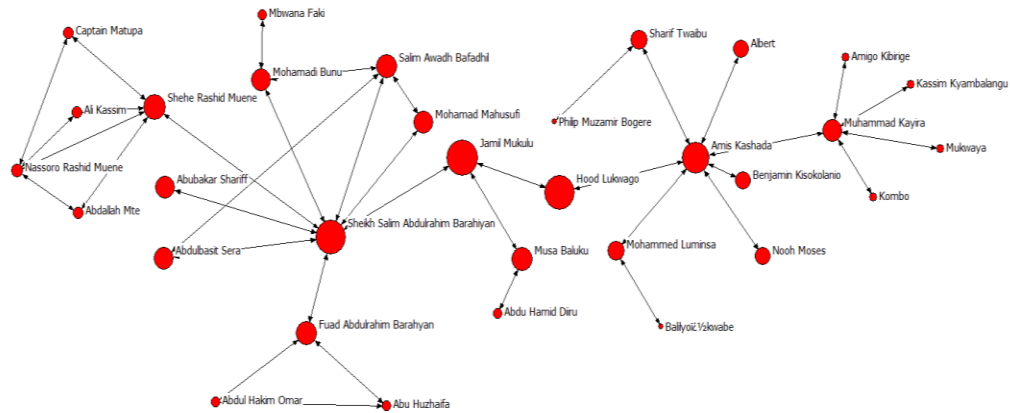 Mbwana Faki
Captain Matupa
Sharif Twaibu
Albert
Salim Awadh Bafadhil
Amigo Kibirige
Mohamadi Bunu
Kassim Kyambalangu
Shehe Rashid Muene
Ali Kassim
Mohamad Mahusufi
Philip Muzamir Bogere
Muhammad Kayira
Jamil Mukulu
Amis Kashada
Mukwaya
Nassoro Rashid Muene
Hood Lukwago
Benjamin Kisokolanio
Abubakar Shariff
Kombo
Abdallah Mte
Sheikh Salim Abdulrahim Barahiyan
Abdulbasit Sera
Musa Baluku
Mohammed Luminsa
Nooh Moses
Abdu Hamid Diru
Fuad Abdulrahim Barahyan
Baliyoï¿½kwabe
Abdul Hakim Omar
Abu Huzhaifa